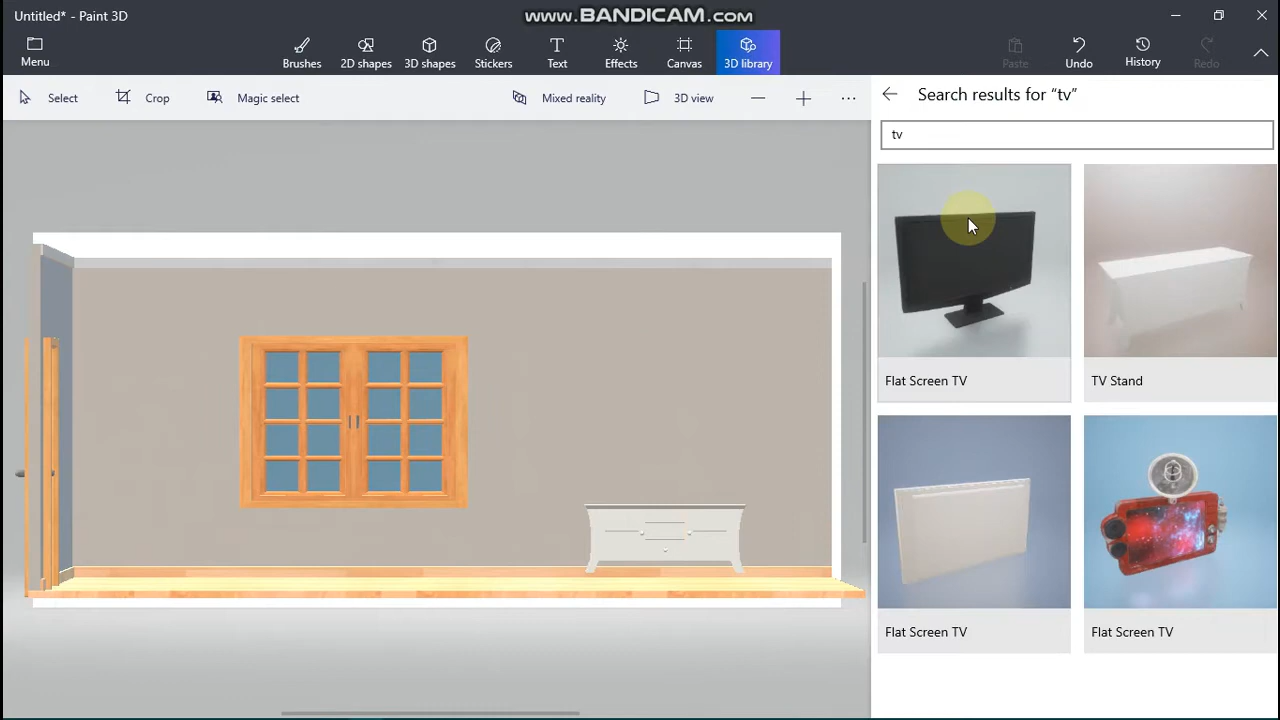 Untitled* - Paint 3D
www.BANDICAM.com
Menu
Brushes
2D shapes
3D shapes
Stickers
Text
Effects
Canvas
3D library
Paste
Undo
History
Redo
Select
Crop
Magic select
Mixed reality
3D view
Search results for “tv”
tv
Flat Screen TV
TV Stand
Flat Screen TV
Flat Screen TV